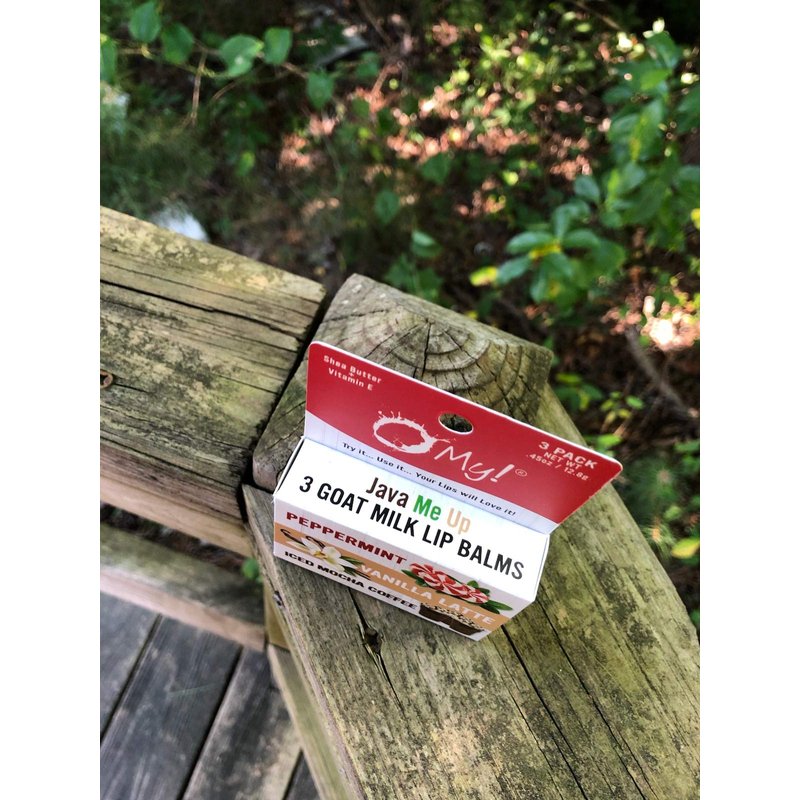 Shea Butter
+
Vitamin E
O My!®
3 PACK
NET WT
.45oz / 12.8g
Try it... Use it... Your Lips will Love it!
Java Me Up
3 GOAT MILK LIP BALMS
PEPPERMINT
VANILLA LATTE
ICED MOCHA COFFEE